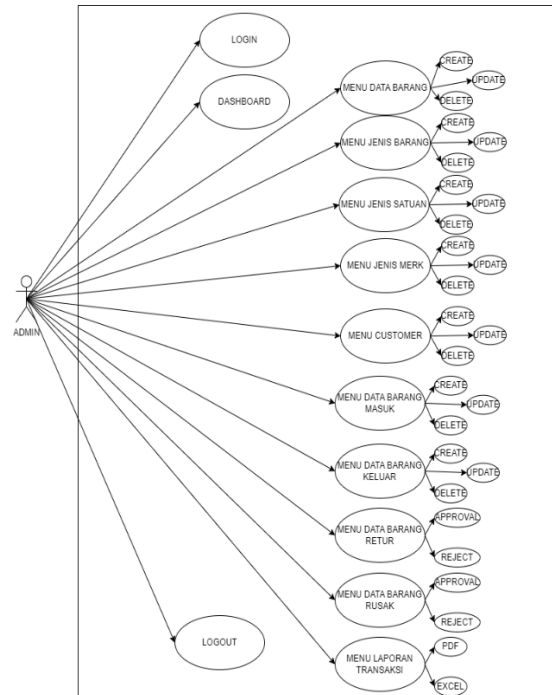 LOGIN
DASHBOARD
ADMIN
LOGOUT
MENU DATA BARANG
CREATE
UPDATE
DELETE
MENU JENIS BARANG
CREATE
UPDATE
DELETE
MENU JENIS SATUAN
CREATE
UPDATE
DELETE
MENU JENIS MERK
CREATE
UPDATE
DELETE
MENU CUSTOMER
CREATE
UPDATE
DELETE
MENU DATA BARANG
MASUK
CREATE
UPDATE
DELETE
MENU DATA BARANG
KELUAR
CREATE
UPDATE
DELETE
MENU DATA BARANG
RETUR
APPROVAL
REJECT
MENU DATA BARANG
RUSAK
APPROVAL
REJECT
MENU LAPORAN
TRANSAKSI
PDF
EXCEL